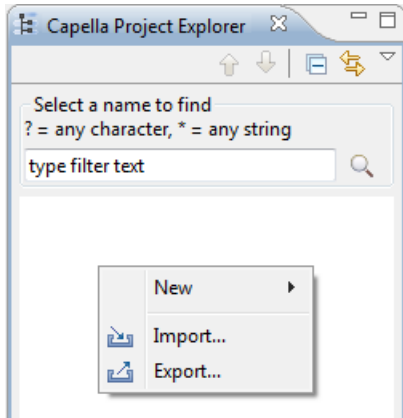 Capella Project Explorer
Select a name to find
? = any character, * = any string
type filter text
New
Import...
Export...